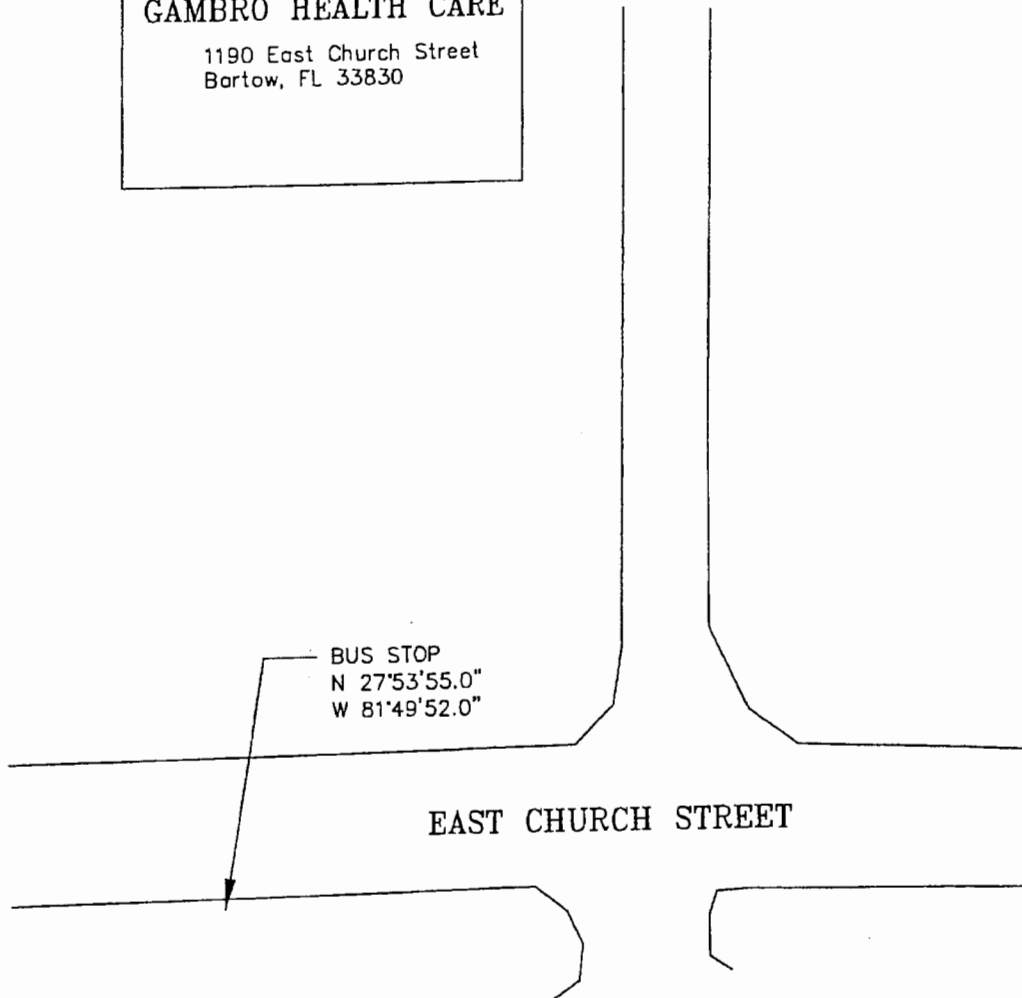 GAMBRO HEALTH CARE
1190 East Church Street
Bartow, FL 33830
BUS STOP
N 27°53'55.0"
W 81°49'52.0"
EAST CHURCH STREET